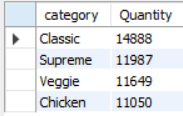 category Quantity
Classic 14888
Supreme 11987
Veggie 11649
Chicken 11050